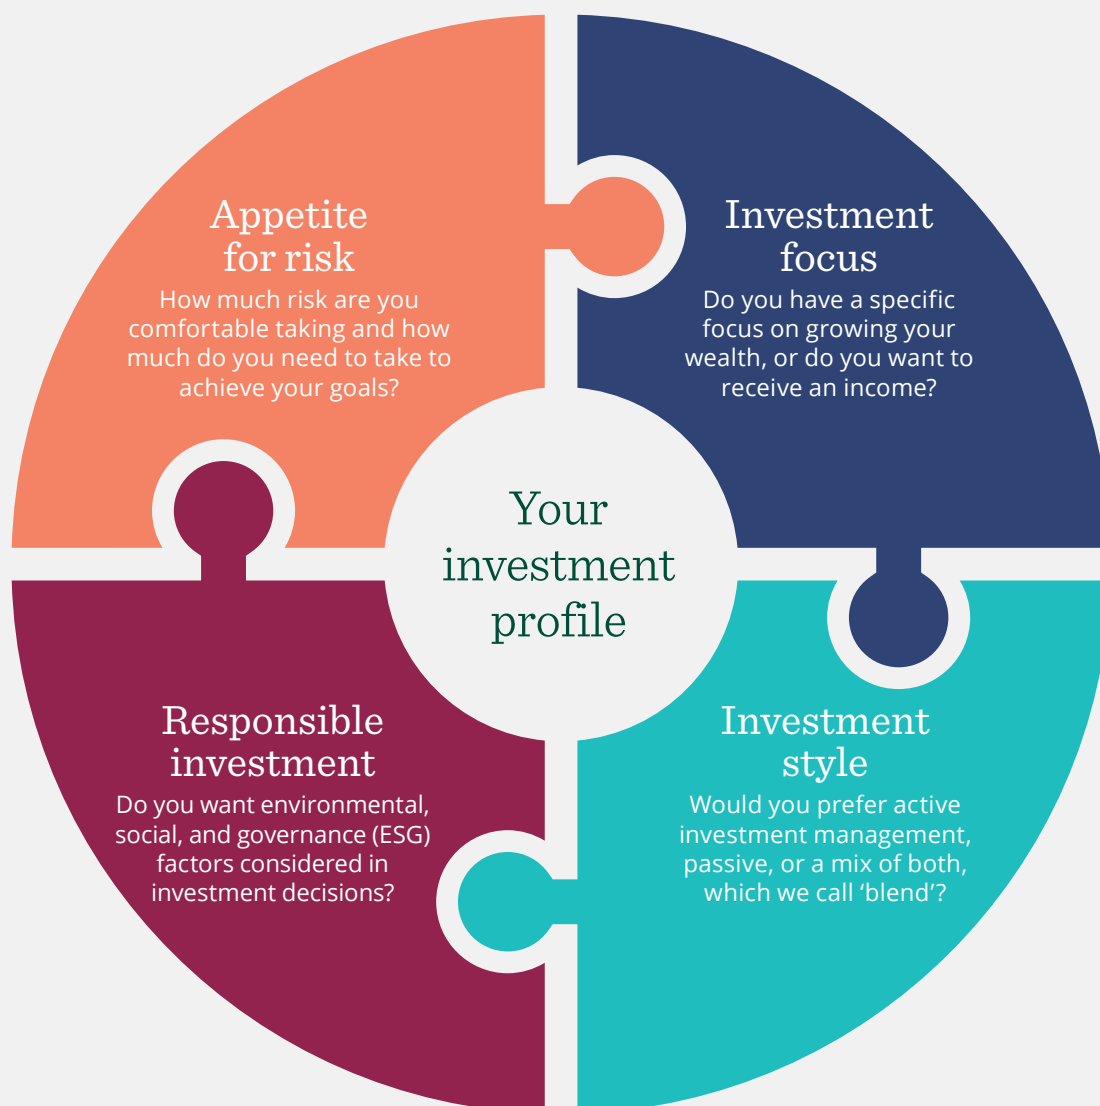 Appetite
for risk
How much risk are you
comfortable taking and how
much do you need to take to
achieve your goals?
Investment
focus
Do you have a specific
focus on growing your
wealth, or do you want to
receive an income?
Your
investment
profile
Responsible
investment
Do you want environmental,
social, and governance (ESG)
factors considered in
investment decisions?
Investment
style
Would you prefer active
investment management,
passive, or a mix of both,
which we call ‘blend’?